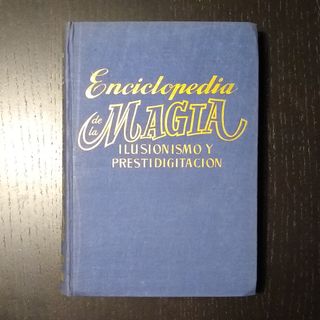 Enciclopedia
de la MAGIA
ILUSIONISMO Y
PRESTIDIGITACION